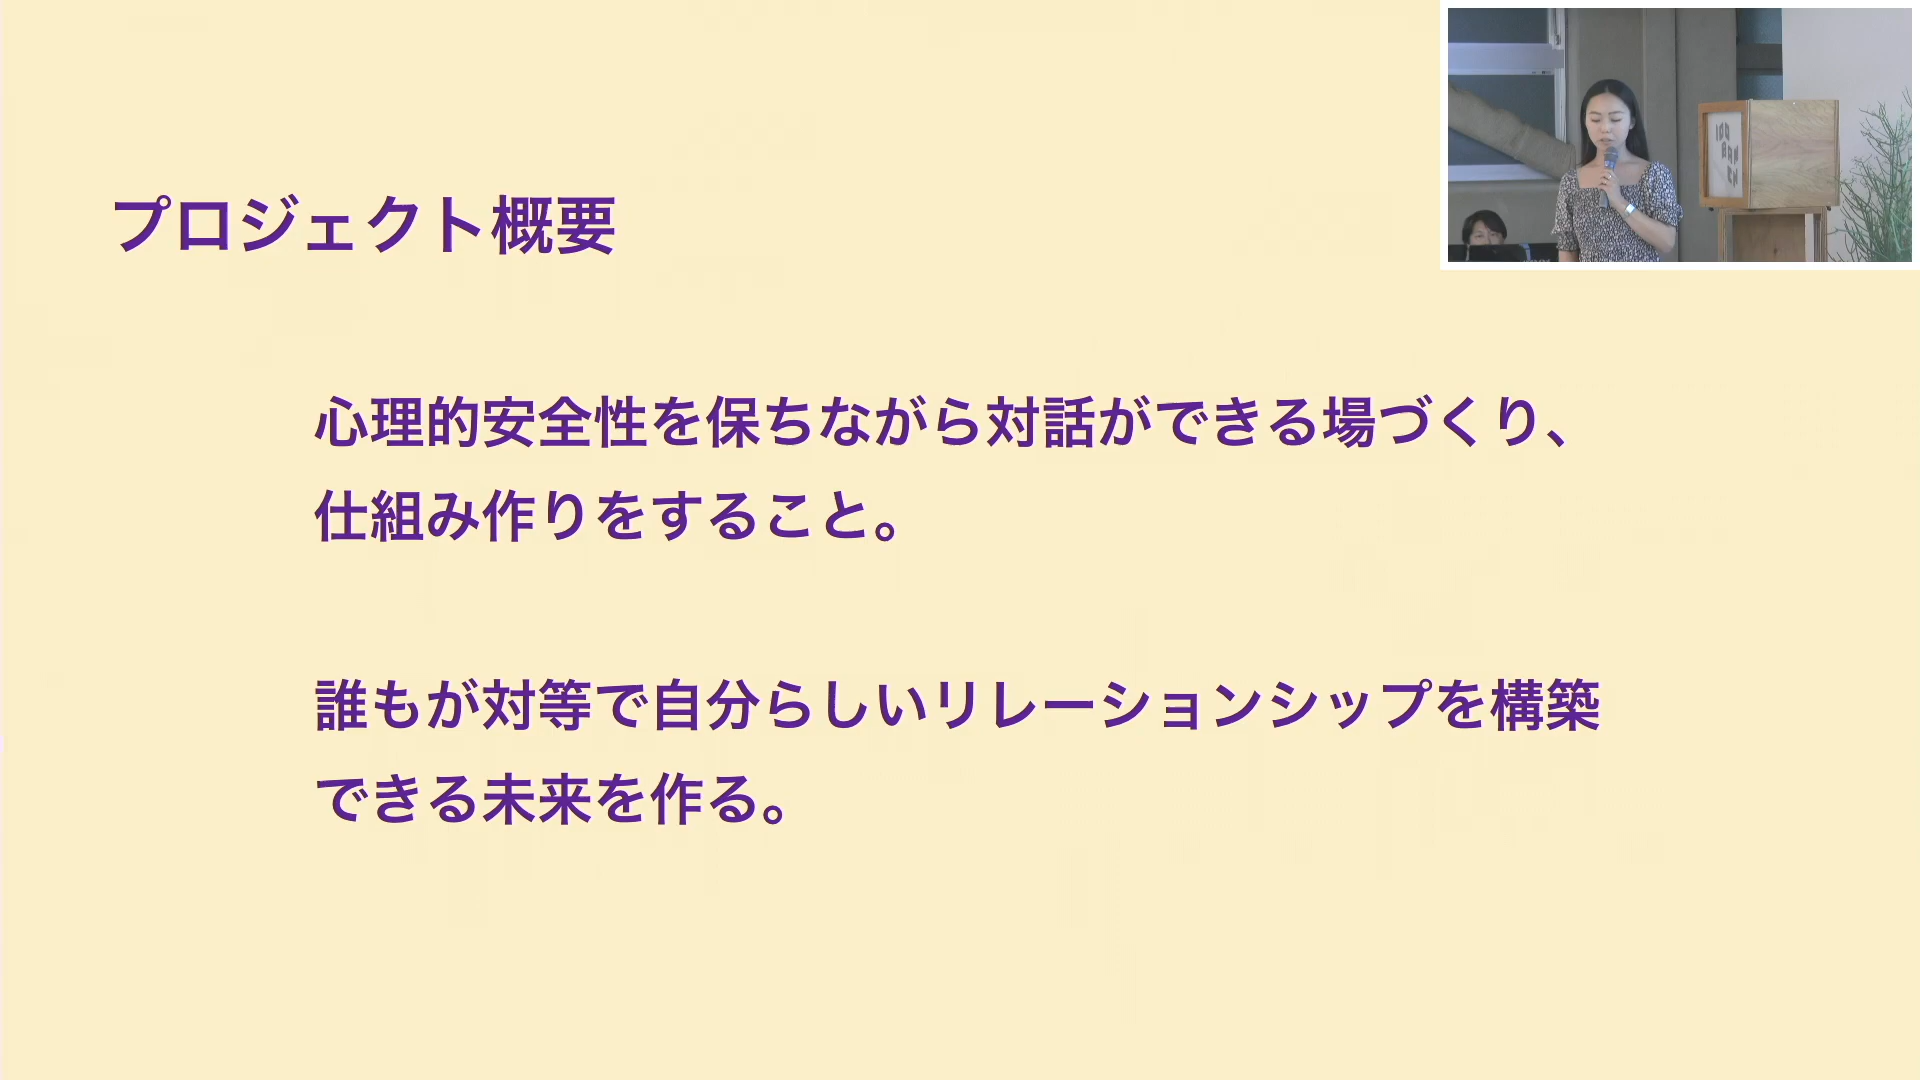 プロジェクト概要
心理的安全性を保ちながら対話ができる場づくり、
仕組み作りをすること。
誰もが対等で自分らしいリレーションシップを構築
できる未来を作る。
100
BAN
CH